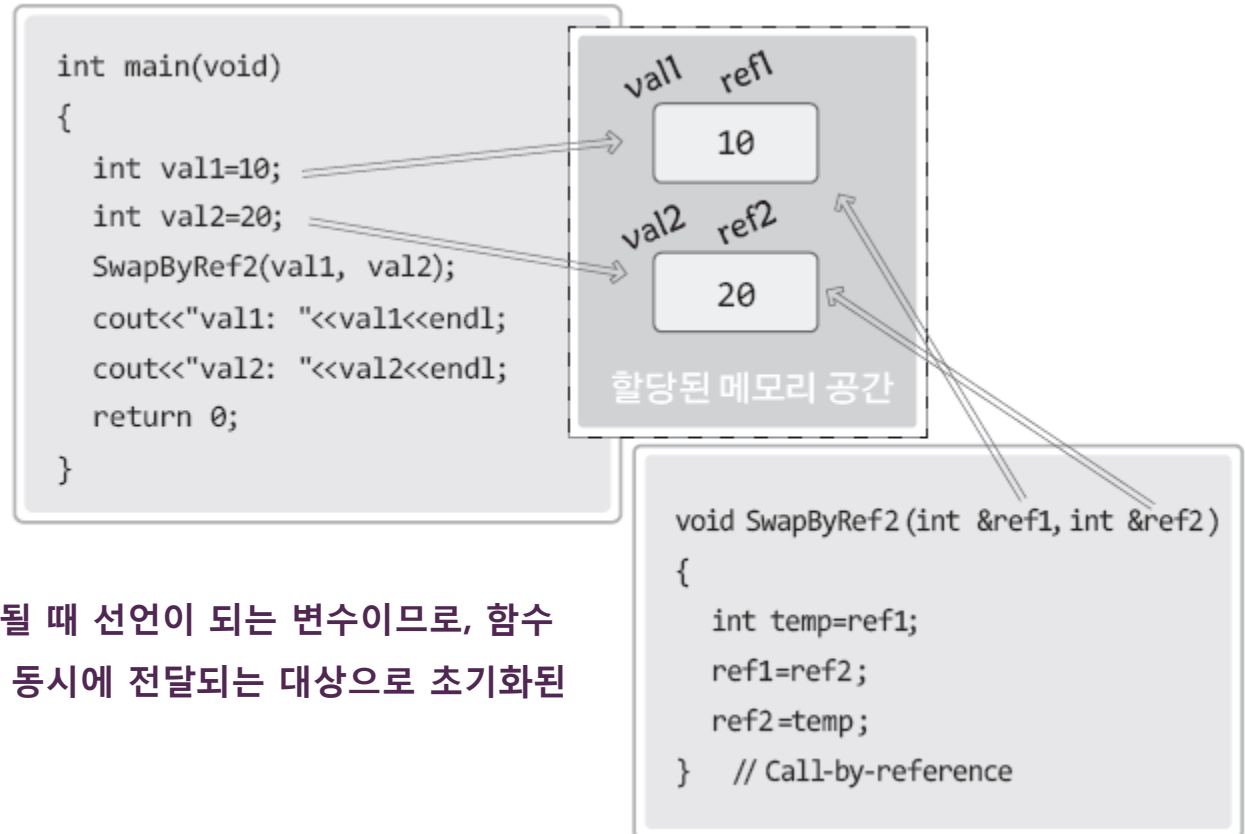 int main(void)
{
int val1=10;
int val2=20;
SwapByRef2(val1, val2);
cout<<"val1: "<<val1<<endl;
cout<<"val2: "<<val2<<endl;
return 0;
}
val1 ref1
10
val2 ref2
20
할당된 메모리 공간
될 때 선언이 되는 변수이므로, 함수
동시에 전달되는 대상으로 초기화된
void SwapByRef2(int &ref1, int &ref2)
{
int temp=ref1;
ref1=ref2;
ref2=temp;
} // Call-by-reference